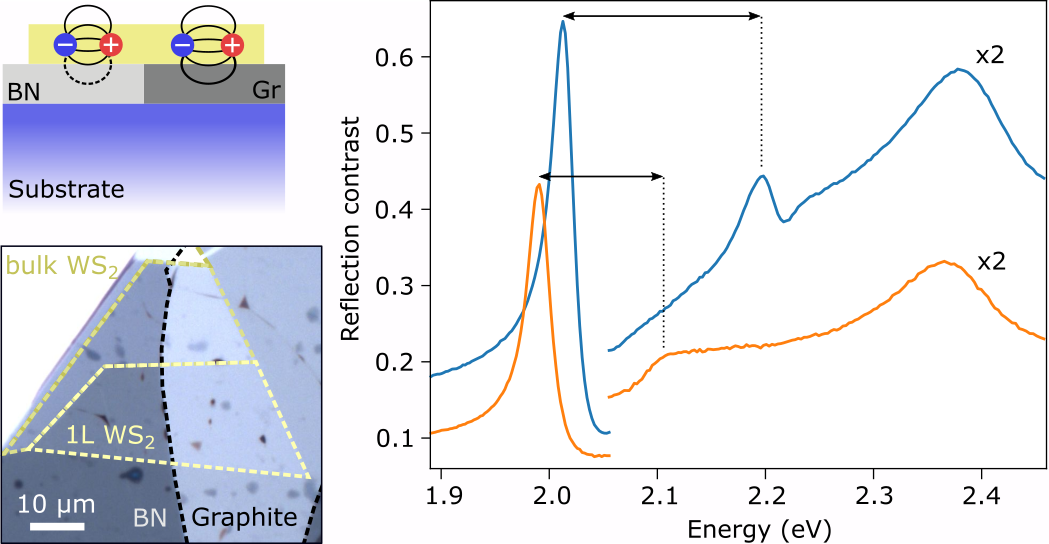 − + − +
BN Gr
Substrate
bulk WS₂
1L WS₂
10 μm
BN Graphite
Reflection contrast
0.6
0.5
0.4
0.3
0.2
0.1
x2
x2
1.9 2.0 2.1 2.2 2.3 2.4
Energy (eV)